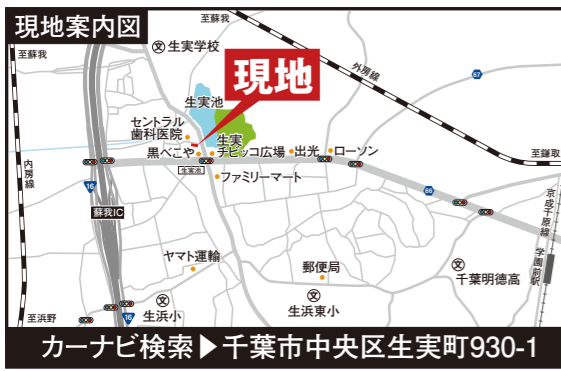 現地案内図
至蘇我
生実学校
至蘇我
外房線
67
現地
生実池
セントラル
歯科医院
生実
チビッコ広場
黒べこや
出光
ローソン
至鎌取
生実池
ファミリーマート
内房線
16
蘇我IC
66
京成千原線
学園前駅
ヤマト運輸
郵便局
千葉明徳高
16
至浜野
生浜小
生浜東小
カーナビ検索▶千葉市中央区生実町930-1